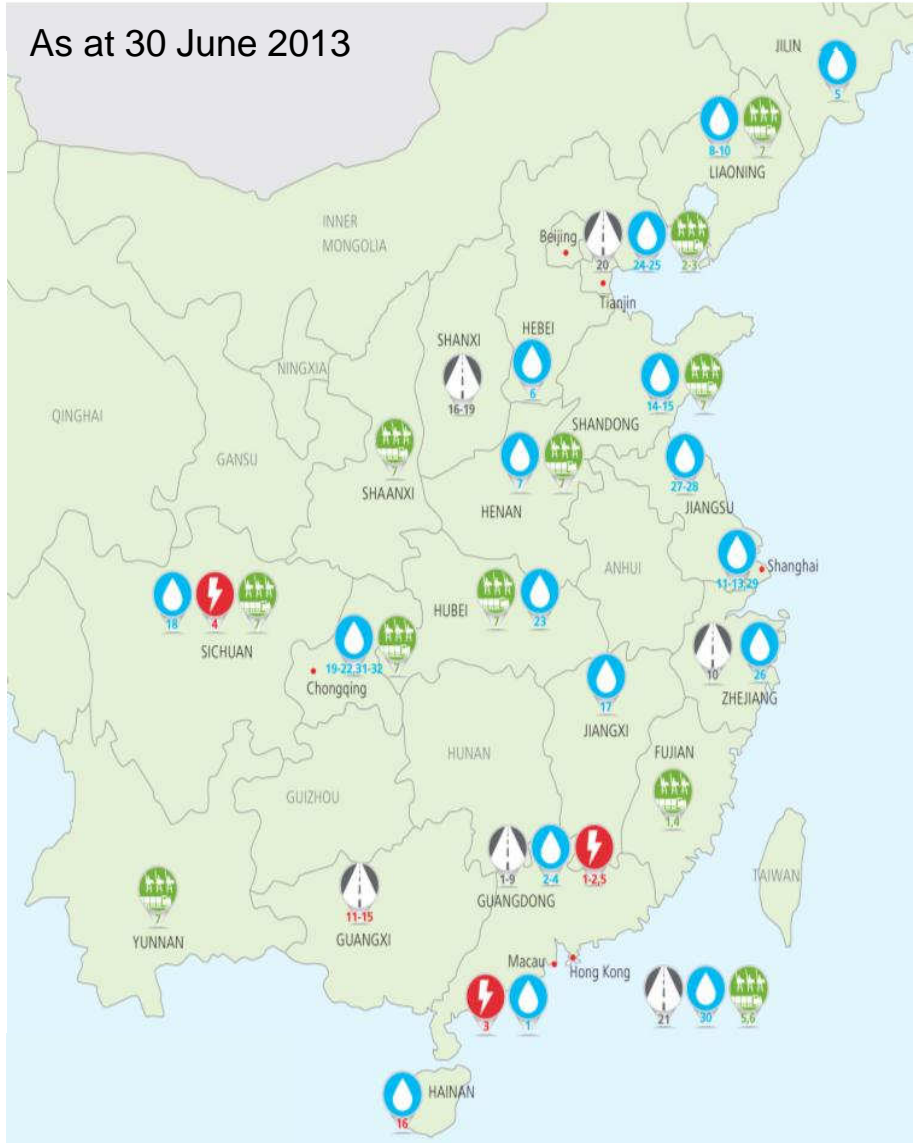 As at 30 June 2013
JILIN
5
8-10 7
LIAONING
INNER
MONGOLIA
Beijing
20 24-25 2-3
Tianjin
HEBEI
SHANXI
NINGXIA
6
16-19
14-15 7
QINGHAI
SHANDONG
GANSU
7
SHAANXI
7 7
HENAN
27-28
JIANGSU
ANHUI
Shanghai
11-13,29
18 4 7
SICHUAN
HUBEI
7 23
19-22,31-32 7
Chongqing
10 26
ZHEJIANG
17
JIANGXI
FUJIAN
HUNAN
GUIZHOU
1,4
1-9 2-4 1-2,5
GUANGDONG
TAIWAN
7
YUNNAN
11-15
GUANGXI
Macau
Hong Kong
3 1
21 30 5,6
HAINAN
16